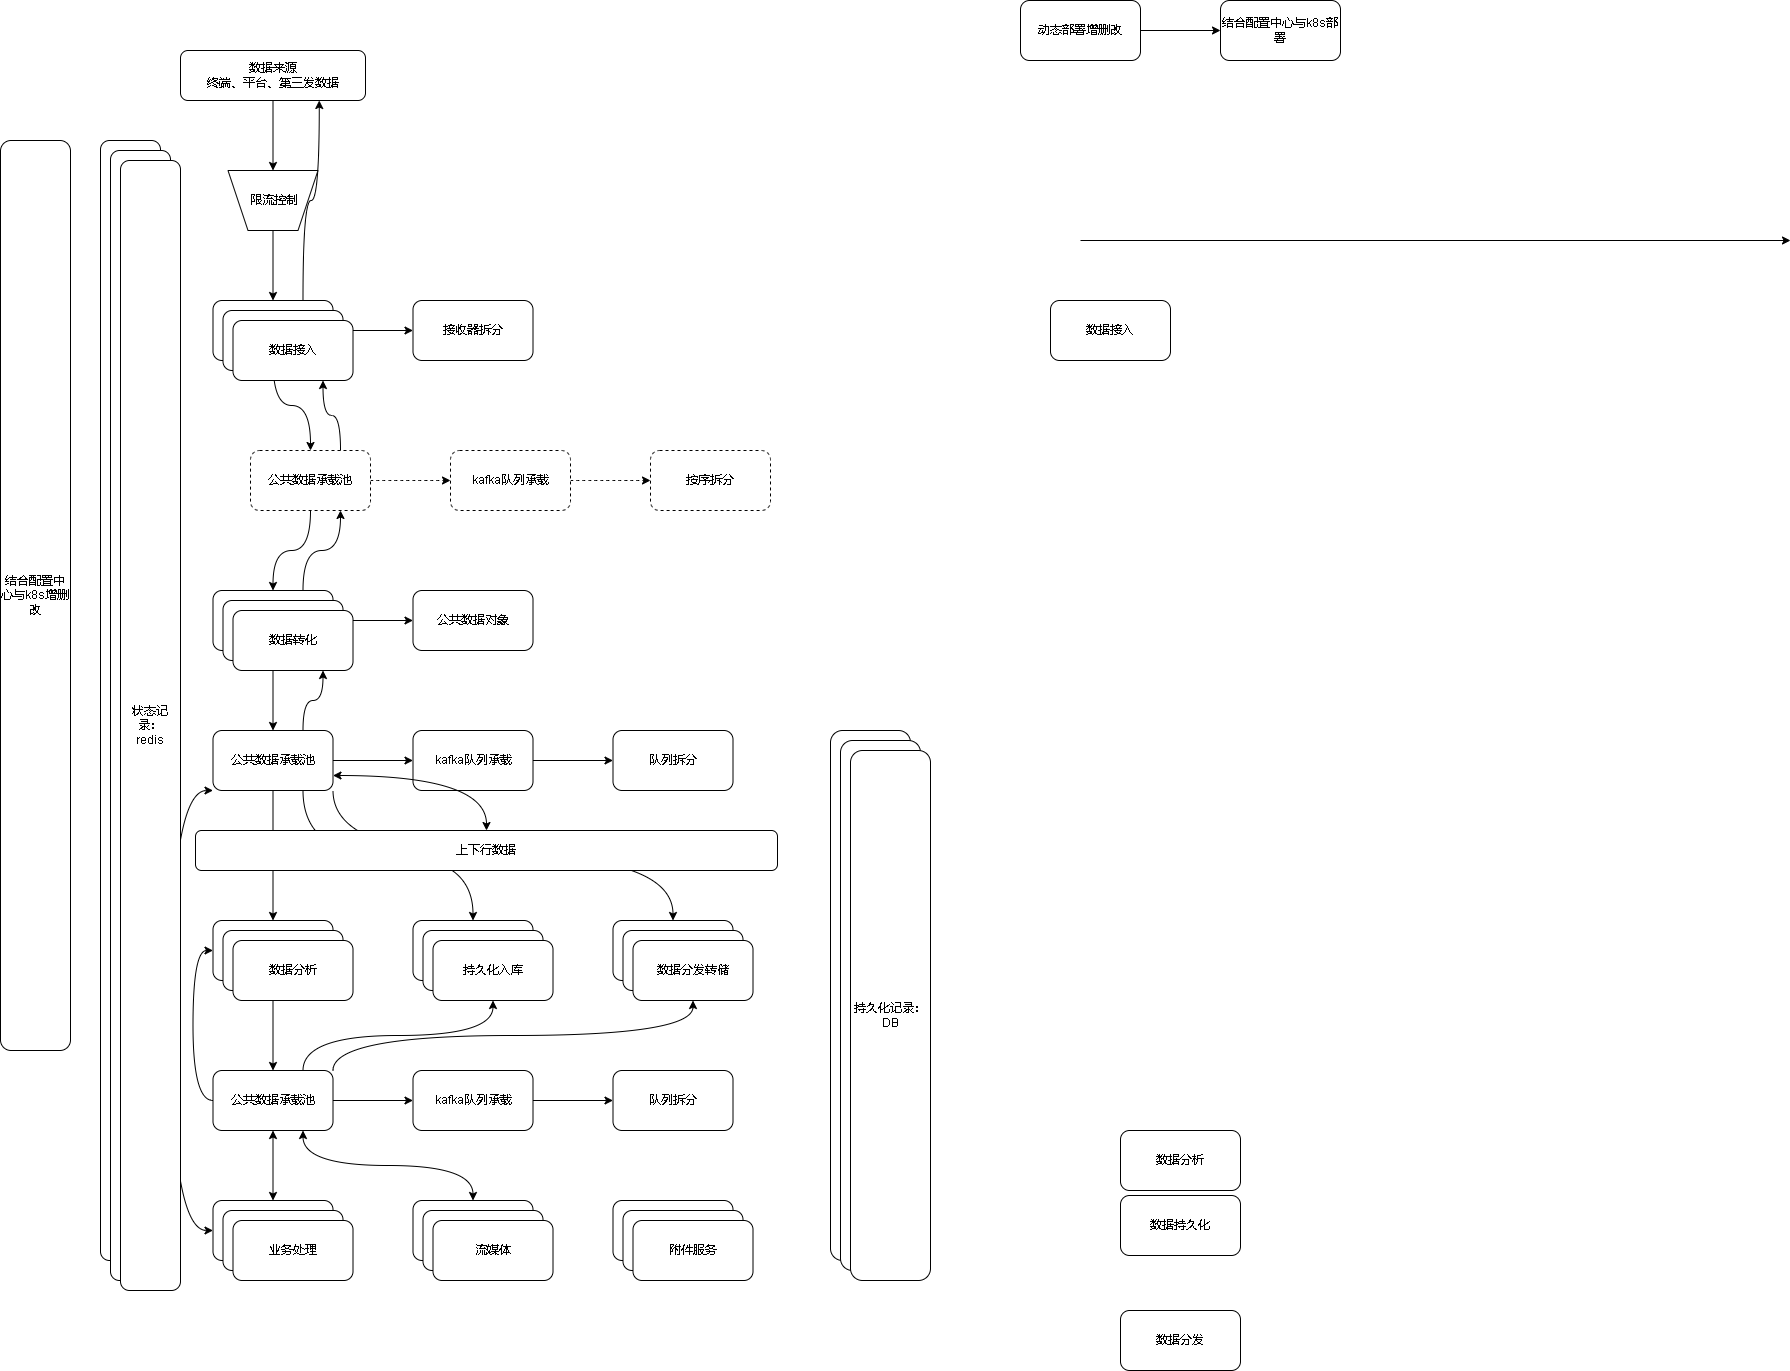 动态部署增删改
结合配置中心与k8s部
署
数据来源
终端、平台、第三发数据
限流控制
数据接入
接收器拆分
数据接入
公共数据承载池
kafka队列承载
按序拆分
结合配置中
心与k8s增删
改
数据转化
公共数据对象
状态记
录：
redis
公共数据承载池
kafka队列承载
队列拆分
上下行数据
数据分析
持久化入库
数据分发转储
持久化记录：
DB
公共数据承载池
kafka队列承载
队列拆分
数据分析
数据持久化
业务处理
流媒体
附件服务
数据分发